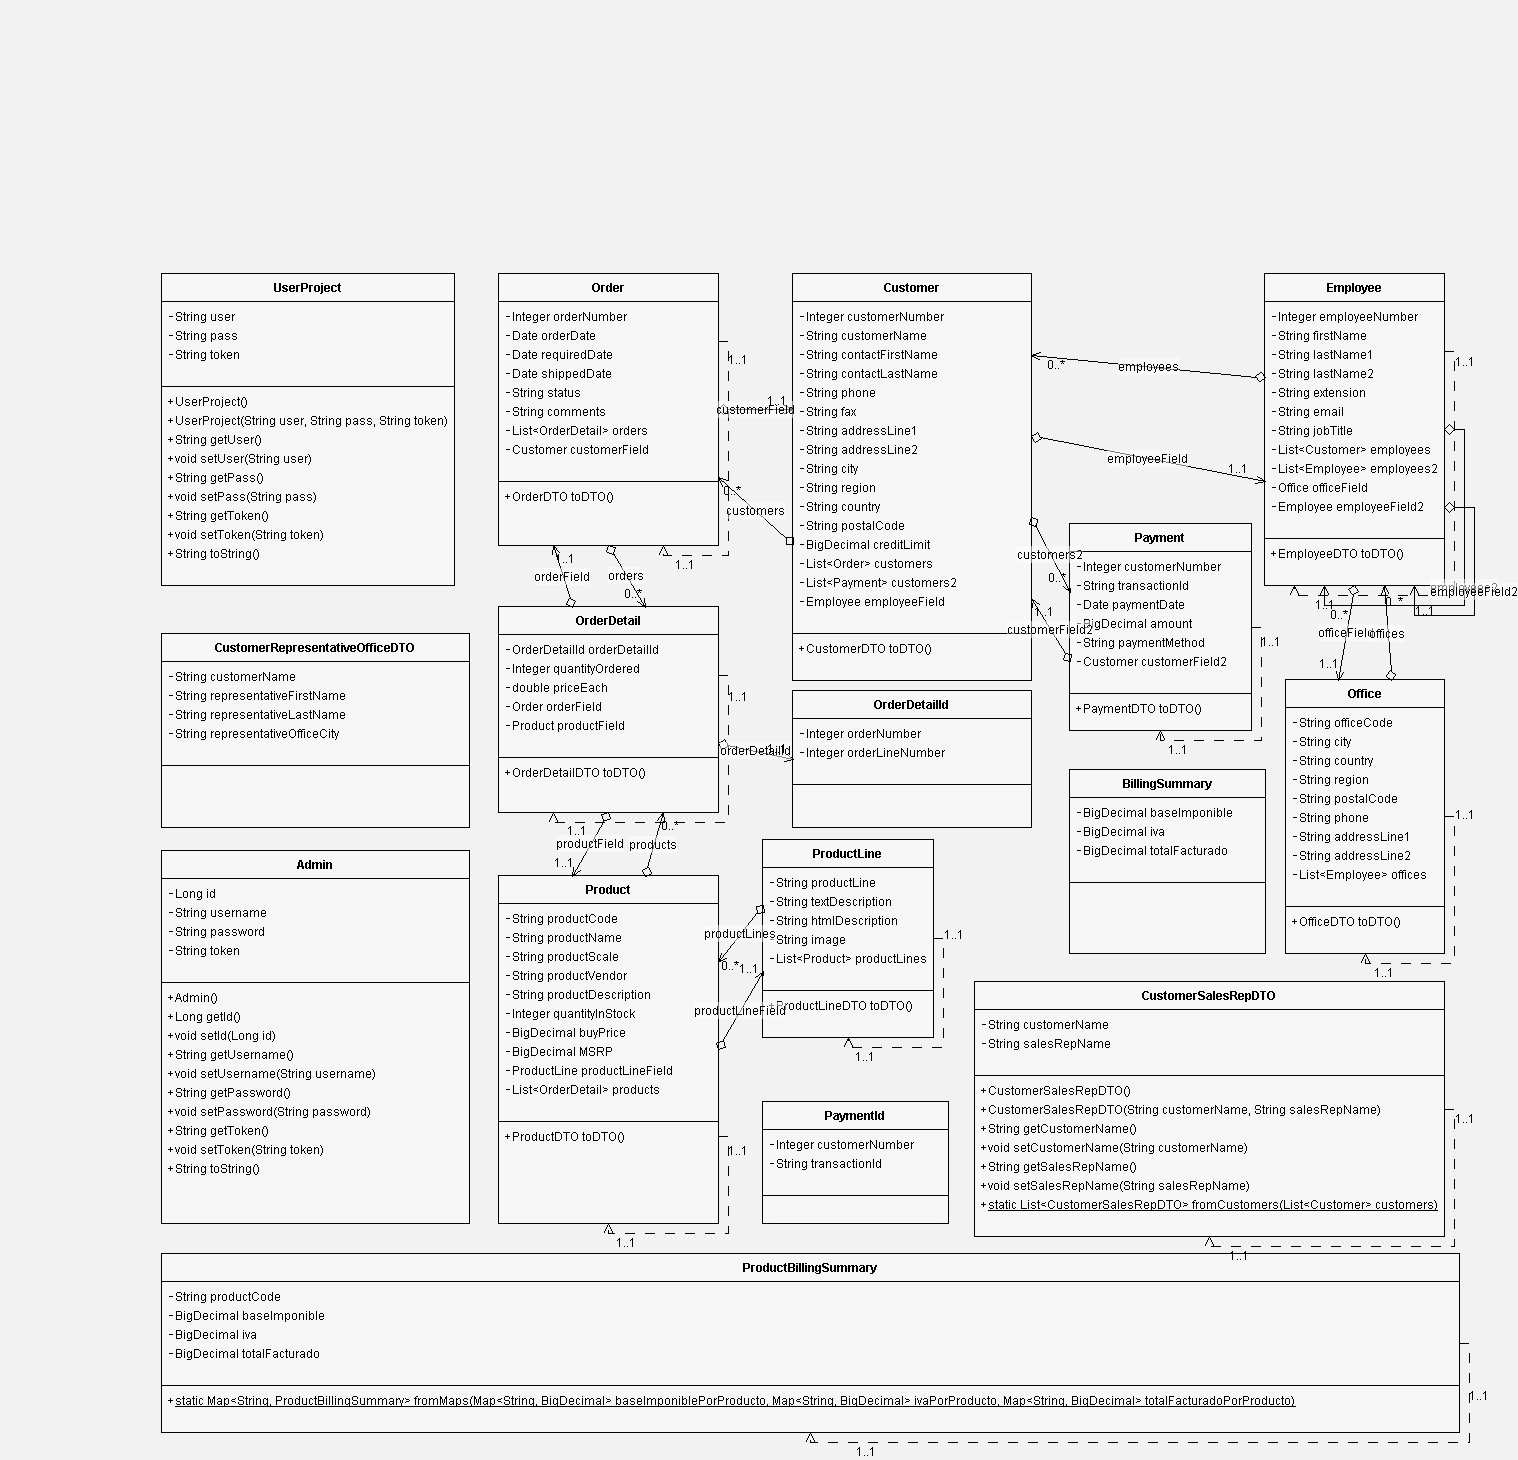 UserProject
-String user
-String pass
-String token
+UserProject()
+UserProject(String user, String pass, String token)
+String getUser()
+void setUser(String user)
+String getPass()
+void setPass(String pass)
+String getToken()
+void setToken(String token)
+String toString()
Order
-Integer orderNumber
-Date orderDate
-Date requiredDate
-Date shippedDate
-String status
-String comments
-List<OrderDetail> orders
-Customer customerField
+OrderDTO toDTO()
1..1
1..1
customerField
1..1
0..*
customers
Customer
-Integer customerNumber
-String customerName
-String contactFirstName
-String contactLastName
-String phone
-String fax
-String addressLine1
-String addressLine2
-String city
-String region
-String country
-String postalCode
-BigDecimal creditLimit
-List<Order> customers
-List<Payment> customers2
-Employee employeeField
+CustomerDTO toDTO()
0..*
employees
employeeField
1..1
Employee
-Integer employeeNumber
-String firstName
-String lastName1
-String lastName2
-String extension
-String email
-String jobTitle
-List<Customer> employees
-List<Employee> employees2
-Office officeField
-Employee employeeField2
+EmployeeDTO toDTO()
1..1
1..1
employees2
employeeField2
0..*
0..*
1..1
officeField
offices
1..1
customers2
0..*
1..1
customerField2
Payment
-Integer customerNumber
-String transactionId
-Date paymentDate
-BigDecimal amount
-String paymentMethod
-Customer customerField2
+PaymentDTO toDTO()
1..1
1..1
1..1
orderField
orders
0..*
OrderDetail
-OrderDetailId orderDetailId
-Integer quantityOrdered
-double priceEach
-Order orderField
-Product productField
+OrderDetailDTO toDTO()
1..1
1..1
orderDetailId
1..1
OrderDetailId
-Integer orderNumber
-Integer orderLineNumber
CustomerRepresentativeOfficeDTO
-String customerName
-String representativeFirstName
-String representativeLastName
-String representativeOfficeCity
Office
-String officeCode
-String city
-String country
-String region
-String postalCode
-String phone
-String addressLine1
-String addressLine2
-List<Employee> offices
+OfficeDTO toDTO()
1..1
1..1
BillingSummary
-BigDecimal baseImponible
-BigDecimal iva
-BigDecimal totalFacturado
0..*
productField
products
1..1
Admin
-Long id
-String username
-String password
-String token
+Admin()
+Long getId()
+void setId(Long id)
+String getUsername()
+void setUsername(String username)
+String getPassword()
+void setPassword(String password)
+String getToken()
+void setToken(String token)
+String toString()
Product
-String productCode
-String productName
-String productScale
-String productVendor
-String productDescription
-Integer quantityInStock
-BigDecimal buyPrice
-BigDecimal MSRP
-ProductLine productLineField
-List<OrderDetail> products
+ProductDTO toDTO()
1..1
1..1
productLines
0..*
1..1
productLineField
ProductLine
-String productLine
-String textDescription
-String htmlDescription
-String image
-List<Product> productLines
+ProductLineDTO toDTO()
1..1
1..1
PaymentId
-Integer customerNumber
-String transactionId
CustomerSalesRepDTO
-String customerName
-String salesRepName
+CustomerSalesRepDTO()
+CustomerSalesRepDTO(String customerName, String salesRepName)
+String getCustomerName()
+void setCustomerName(String customerName)
+String getSalesRepName()
+void setSalesRepName(String salesRepName)
+static List<CustomerSalesRepDTO> fromCustomers(List<Customer> customers)
1..1
1..1
ProductBillingSummary
-String productCode
-BigDecimal baseImponible
-BigDecimal iva
-BigDecimal totalFacturado
+static Map<String, ProductBillingSummary> fromMaps(Map<String, BigDecimal> baseImponiblePorProducto, Map<String, BigDecimal> ivaPorProducto, Map<String, BigDecimal> totalFacturadoPorProducto)
1..1
1..1